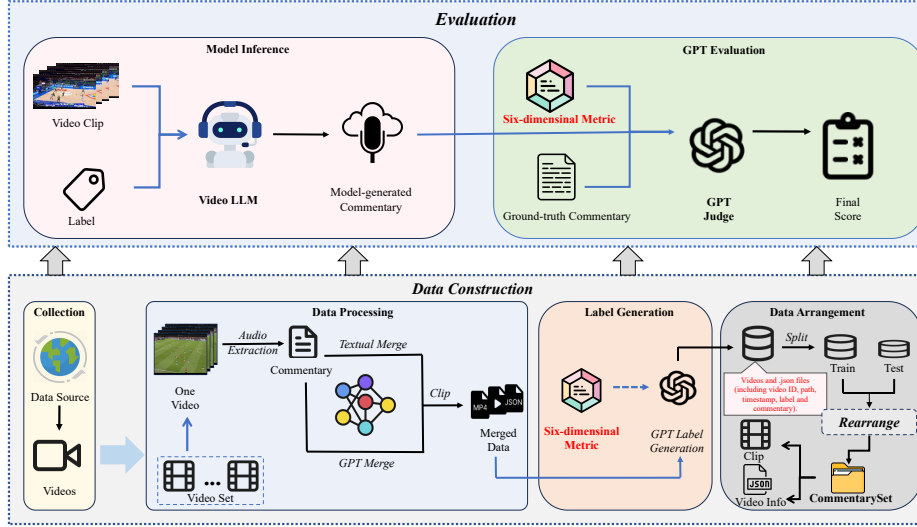 Evaluation
Model Inference
Video Clip
Label
Video LLM
Model-generated
Commentary
GPT Evaluation
Six-dimensinal Metric
Ground-truth Commentary
GPT
Judge
Final
Score
Data Construction
Collection
Data Source
Videos
Data Processing
One
Video
Video Set
...
Audio
Extraction
Commentary
Textual Merge
GPT Merge
Clip
MP4
JSON
Merged
Data
Label Generation
Six-dimensinal
Metric
GPT Label
Generation
Data Arrangement
Split
Train
Test
Videos and .json files
(including video ID, path,
timestamp, label and
commentary).
Rearrange
Clip
JSON
Video Info
CommentarySet